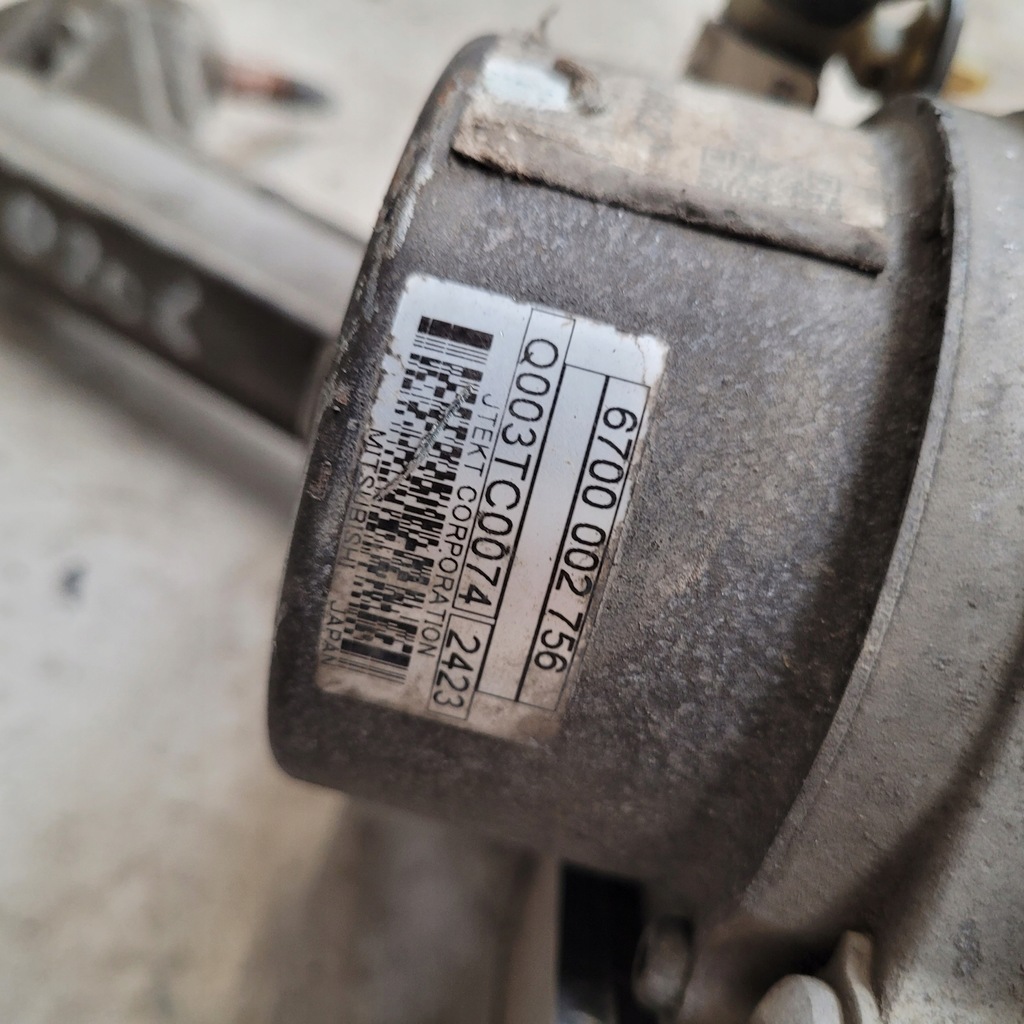 6700 002 756
Q003TC0074 2423
JTEKT CORPORATION
MITSUBISHI JAPAN